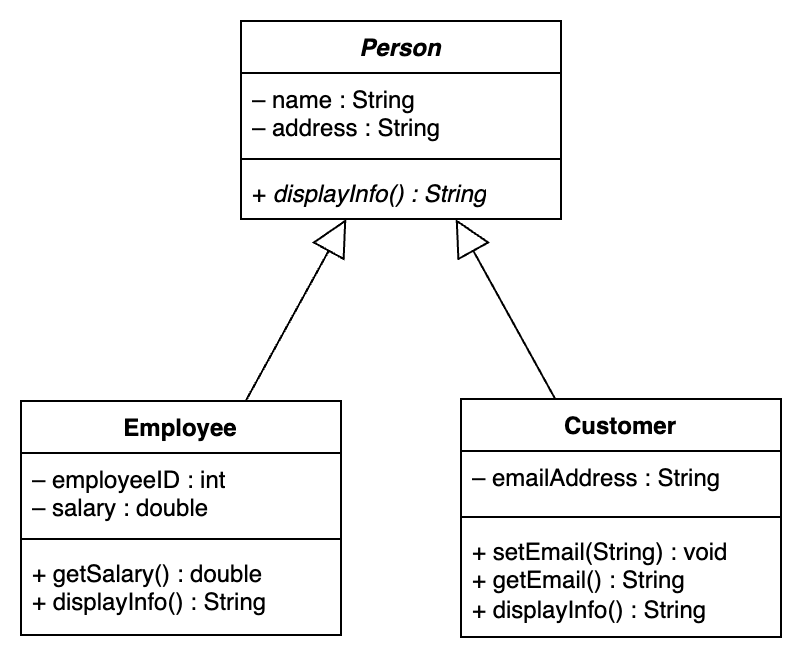 Person
– name : String
– address : String
+ displayInfo() : String
Employee
– employeeID : int
– salary : double
+ getSalary() : double
+ displayInfo() : String
Customer
– emailAddress : String
+ setEmail(String) : void
+ getEmail() : String
+ displayInfo() : String